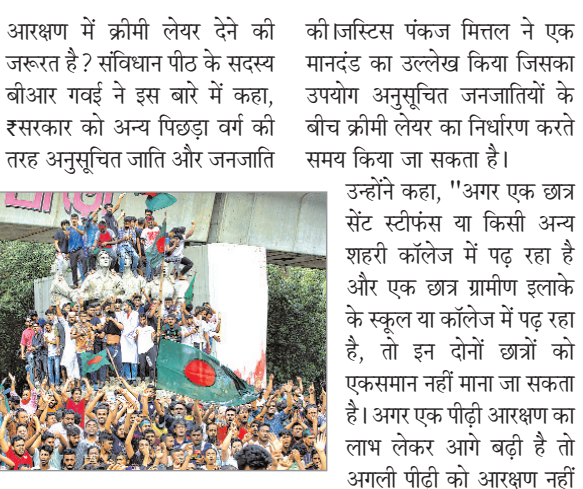 आरक्षण में क्रीमी लेयर देने की
जरूरत है? संविधान पीठ के सदस्य
बीआर गवई ने इस बारे में कहा,
₹सरकार को अन्य पिछड़ा वर्ग की
तरह अनुसूचित जाति और जनजाति
की।जस्टिस पंकज मित्तल ने एक
मानदंड का उल्लेख किया जिसका
उपयोग अनुसूचित जनजातियों के
बीच क्रीमी लेयर का निर्धारण करते
समय किया जा सकता है।
उन्होंने कहा, "अगर एक छात्र
सेंट स्टीफंस या किसी अन्य
शहरी कॉलेज में पढ़ रहा है
और एक छात्र ग्रामीण इलाके
के स्कूल या कॉलेज में पढ़ रहा
है, तो इन दोनों छात्रों को
एकसमान नहीं माना जा सकता
है। अगर एक पीढ़ी आरक्षण का
लाभ लेकर आगे बढ़ी है तो
अगली पीढी को आरक्षण नहीं